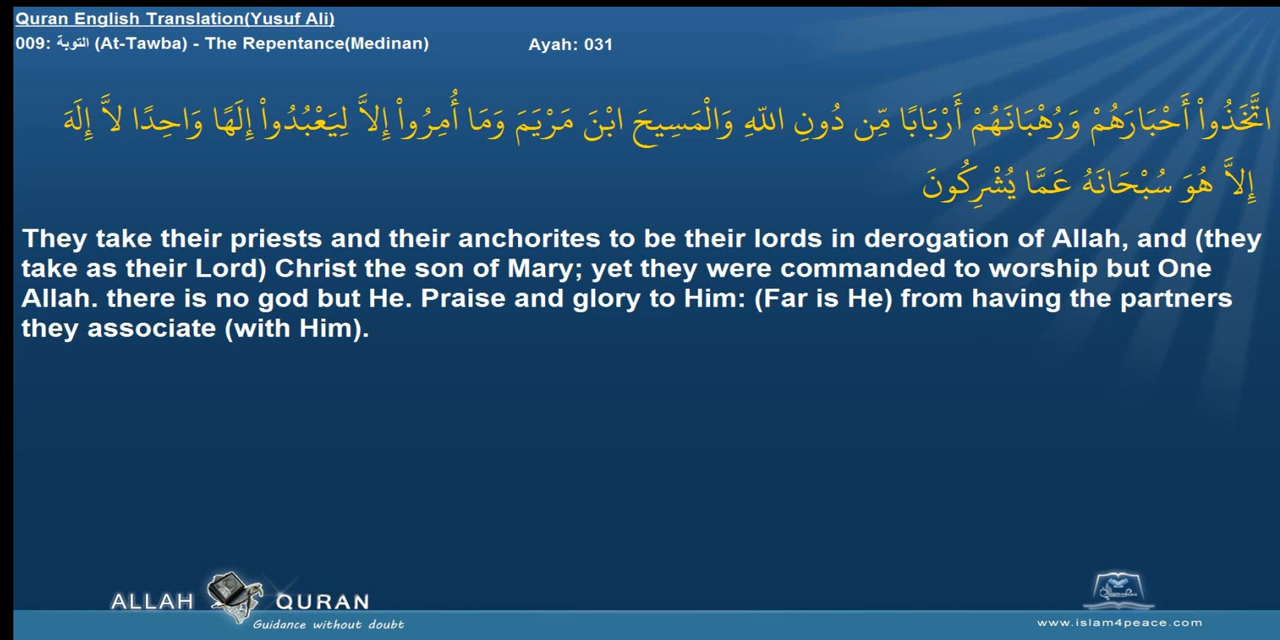 Quran English Translation(Yusuf Ali)
009: التوبة (At-Tawba) - The Repentance(Medinan) Ayah: 031
اتَّخَذُواْ أَحْبَارَهُمْ وَرُهْبَانَهُمْ أَرْبَابًا مِّن دُونِ اللّهِ وَالْمَسِيحَ ابْنَ مَرْيَمَ وَمَا أُمِرُواْ إِلاَّ لِيَعْبُدُواْ إِلَهًا وَاحِدًا لاَّ إِلَهَ
إِلاَّ هُوَ سُبْحَانَهُ عَمَّا يُشْرِكُونَ
They take their priests and their anchorites to be their lords in derogation of Allah, and (they
take as their Lord) Christ the son of Mary; yet they were commanded to worship but One
Allah. there is no god but He. Praise and glory to Him: (Far is He) from having the partners
they associate (with Him).
ALLAH QURAN
Guidance without doubt
www.islam4peace.com